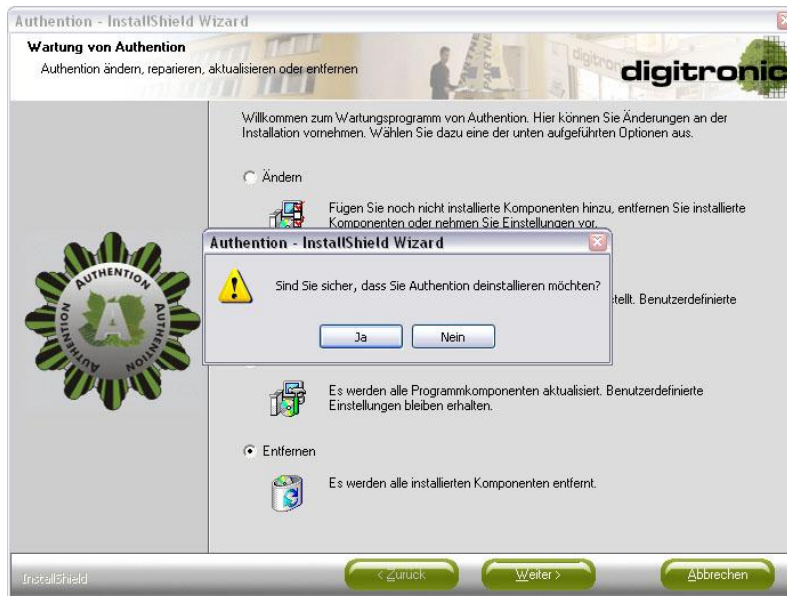 Authention - InstallShield Wizard
Wartung von Authention
Authention ändern, reparieren, aktualisieren oder entfernen
PARTNER
digitronic
digitronic
Willkommen zum Wartungsprogramm von Authention. Hier können Sie Änderungen an der
Installation vornehmen. Wählen Sie dazu eine der unten aufgeführten Optionen aus.
Ändern
Fügen Sie noch nicht installierte Komponenten hinzu, entfernen Sie installierte
Komponenten oder nehmen Sie Einstellungen vor.
Authention - InstallShield Wizard
Sind Sie sicher, dass Sie Authention deinstallieren möchten?
Ja
Nein
Benutzerdefinierte
AUTHENTION
AUTHENTION
AUTHENTION
A
Es werden alle Programmkomponenten aktualisiert. Benutzerdefinierte
Einstellungen bleiben erhalten.
Entfernen
Es werden alle installierten Komponenten entfernt.
InstallShield
< Zurück
Weiter >
Abbrechen